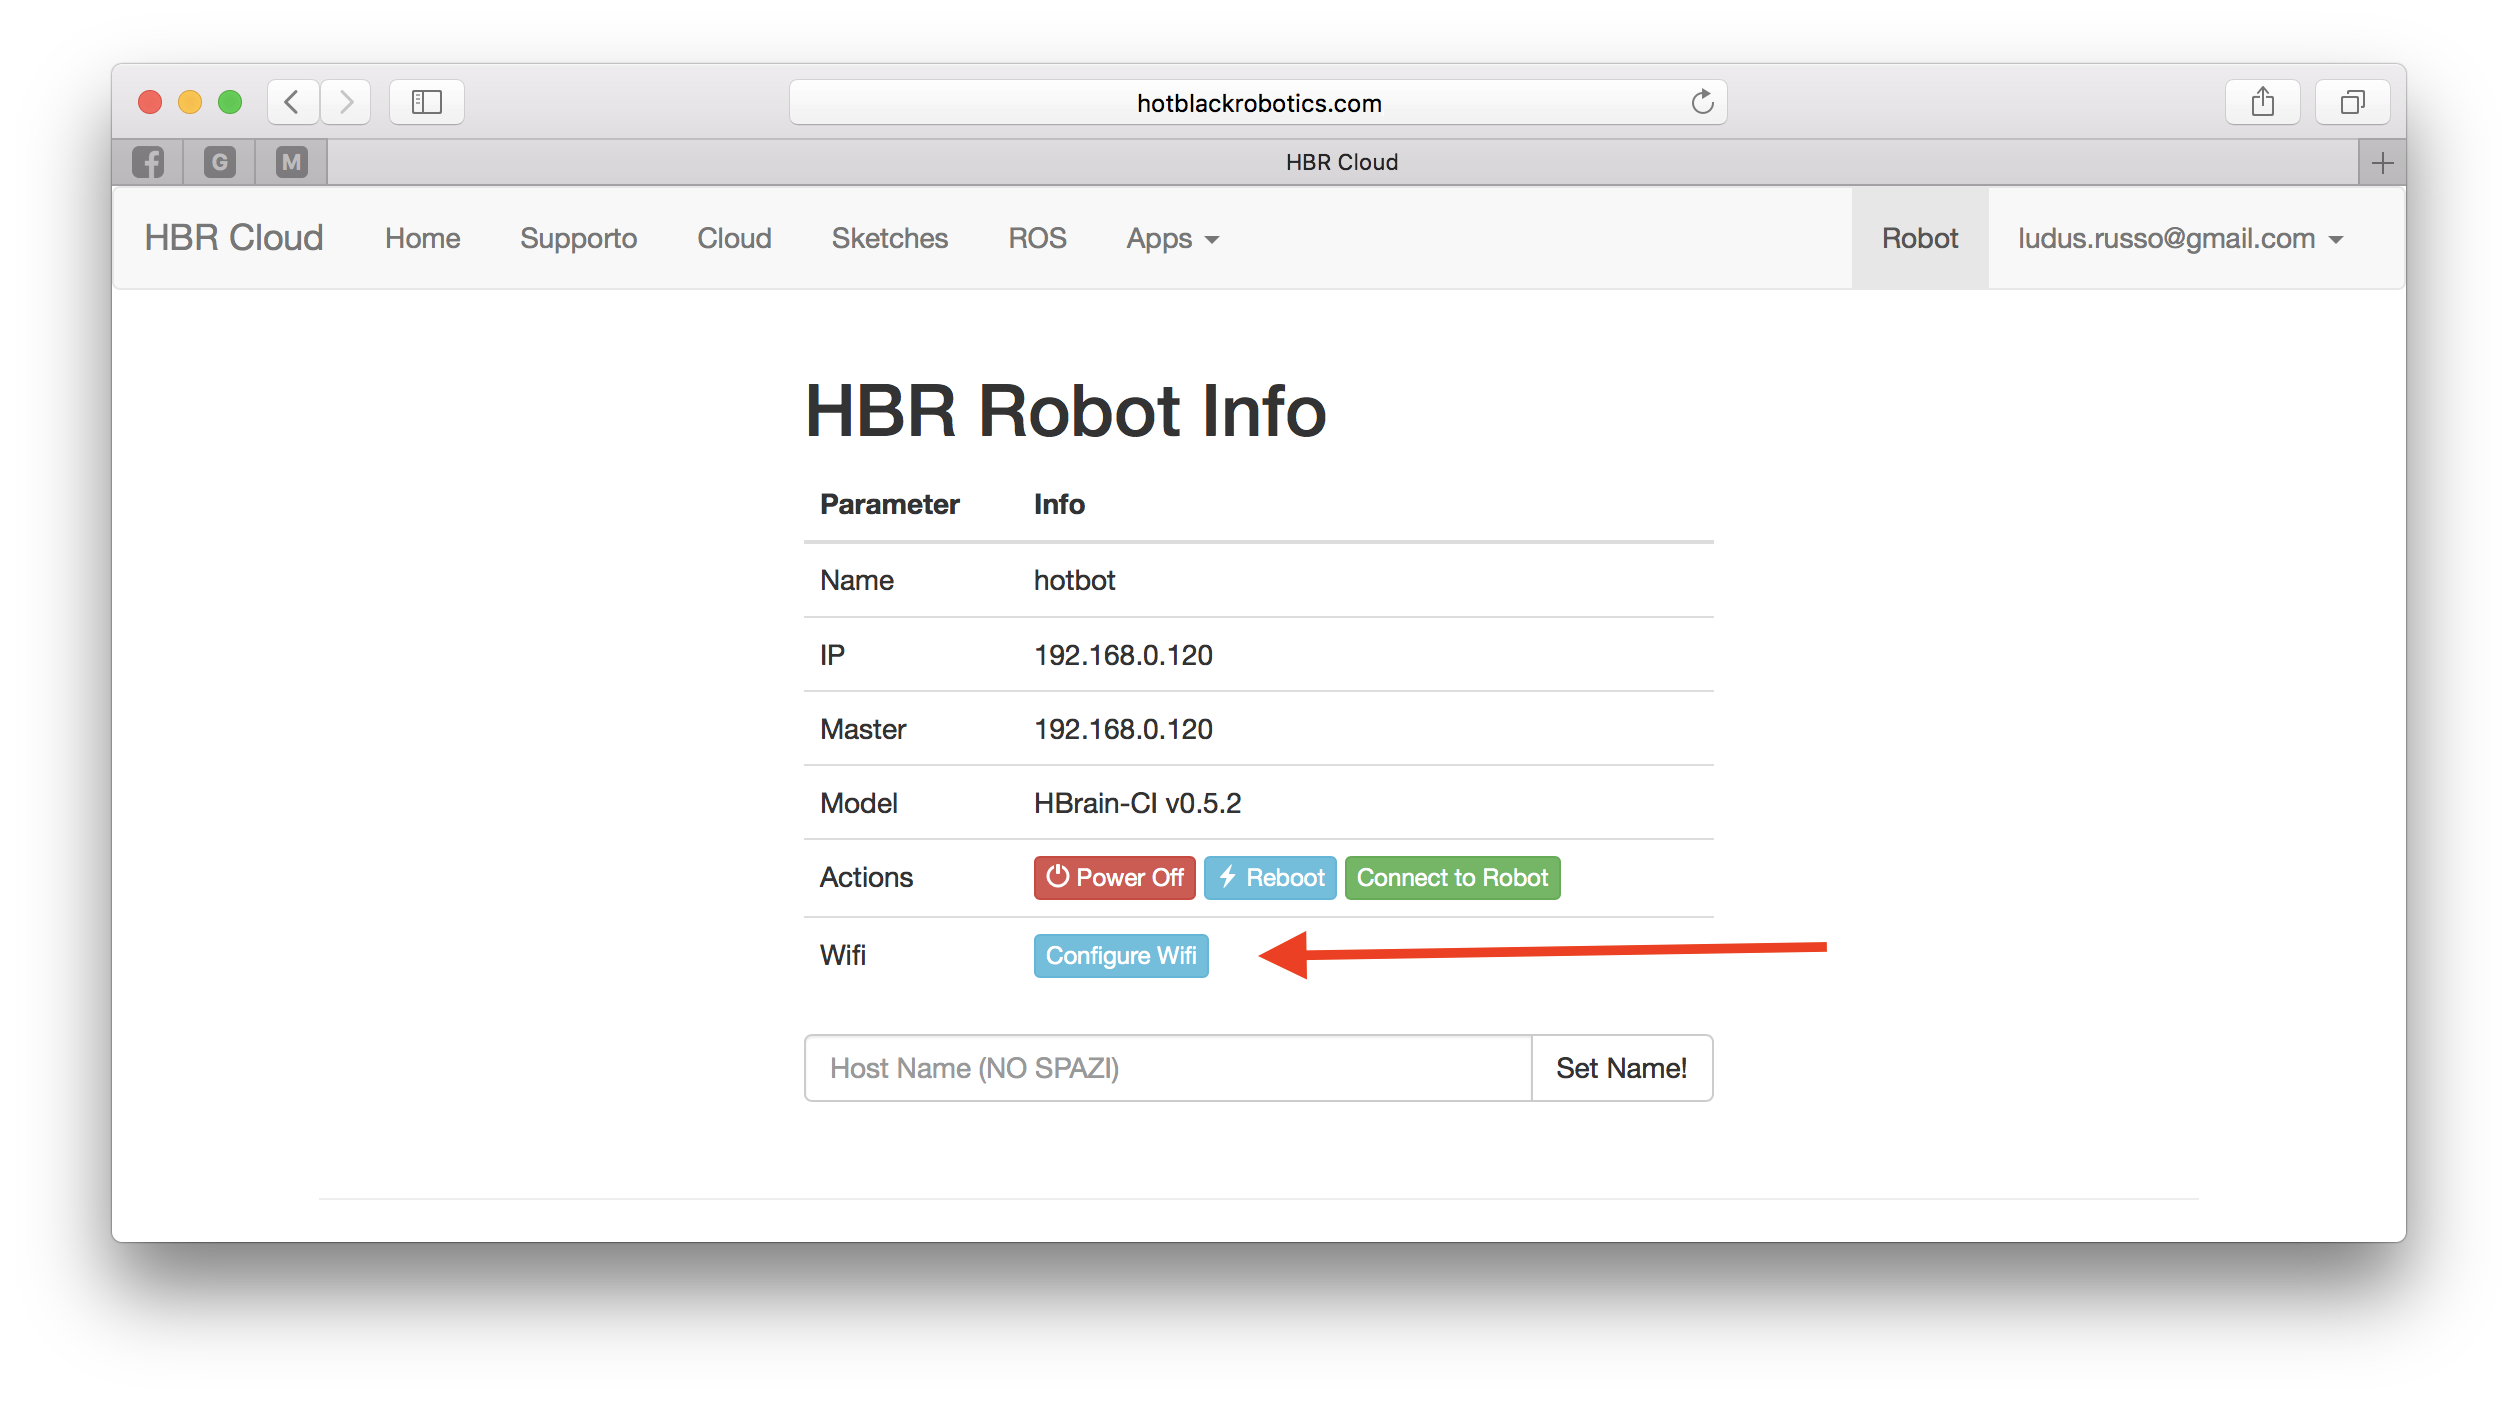 hotblackrobotics.com
G M HBR Cloud
HBR Cloud Home Supporto Cloud Sketches ROS Apps Robot ludus.russo@gmail.com
HBR Robot Info
Parameter Info
Name hotbot
IP 192.168.0.120
Master 192.168.0.120
Model HBrain-CI v0.5.2
Actions Power Off Reboot Connect to Robot
Wifi Configure Wifi
Host Name (NO SPAZI) Set Name!